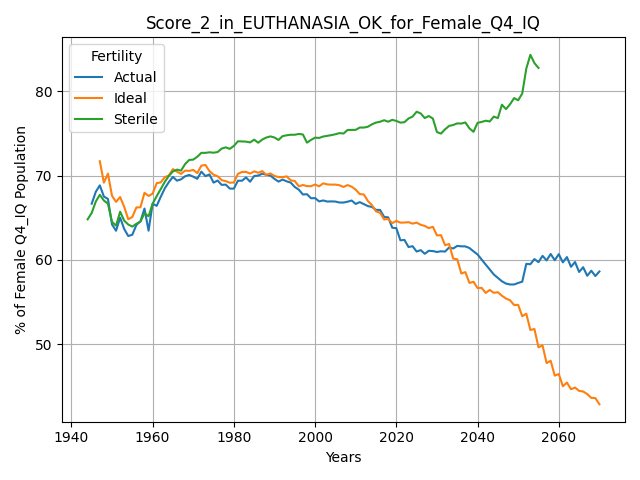 Score_2_in_EUTHANASIA_OK_for_Female_Q4_IQ
Fertility
Actual
Ideal
Sterile
% of Female Q4_IQ Population
80
70
60
50
1940
1960
1980
2000
2020
2040
2060
Years